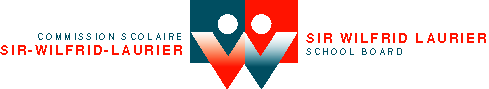 COMMISSION SCOLAIRE
SIR-WILFRID-LAURIER
SIR WILFRID LAURIER
SCHOOL BOARD